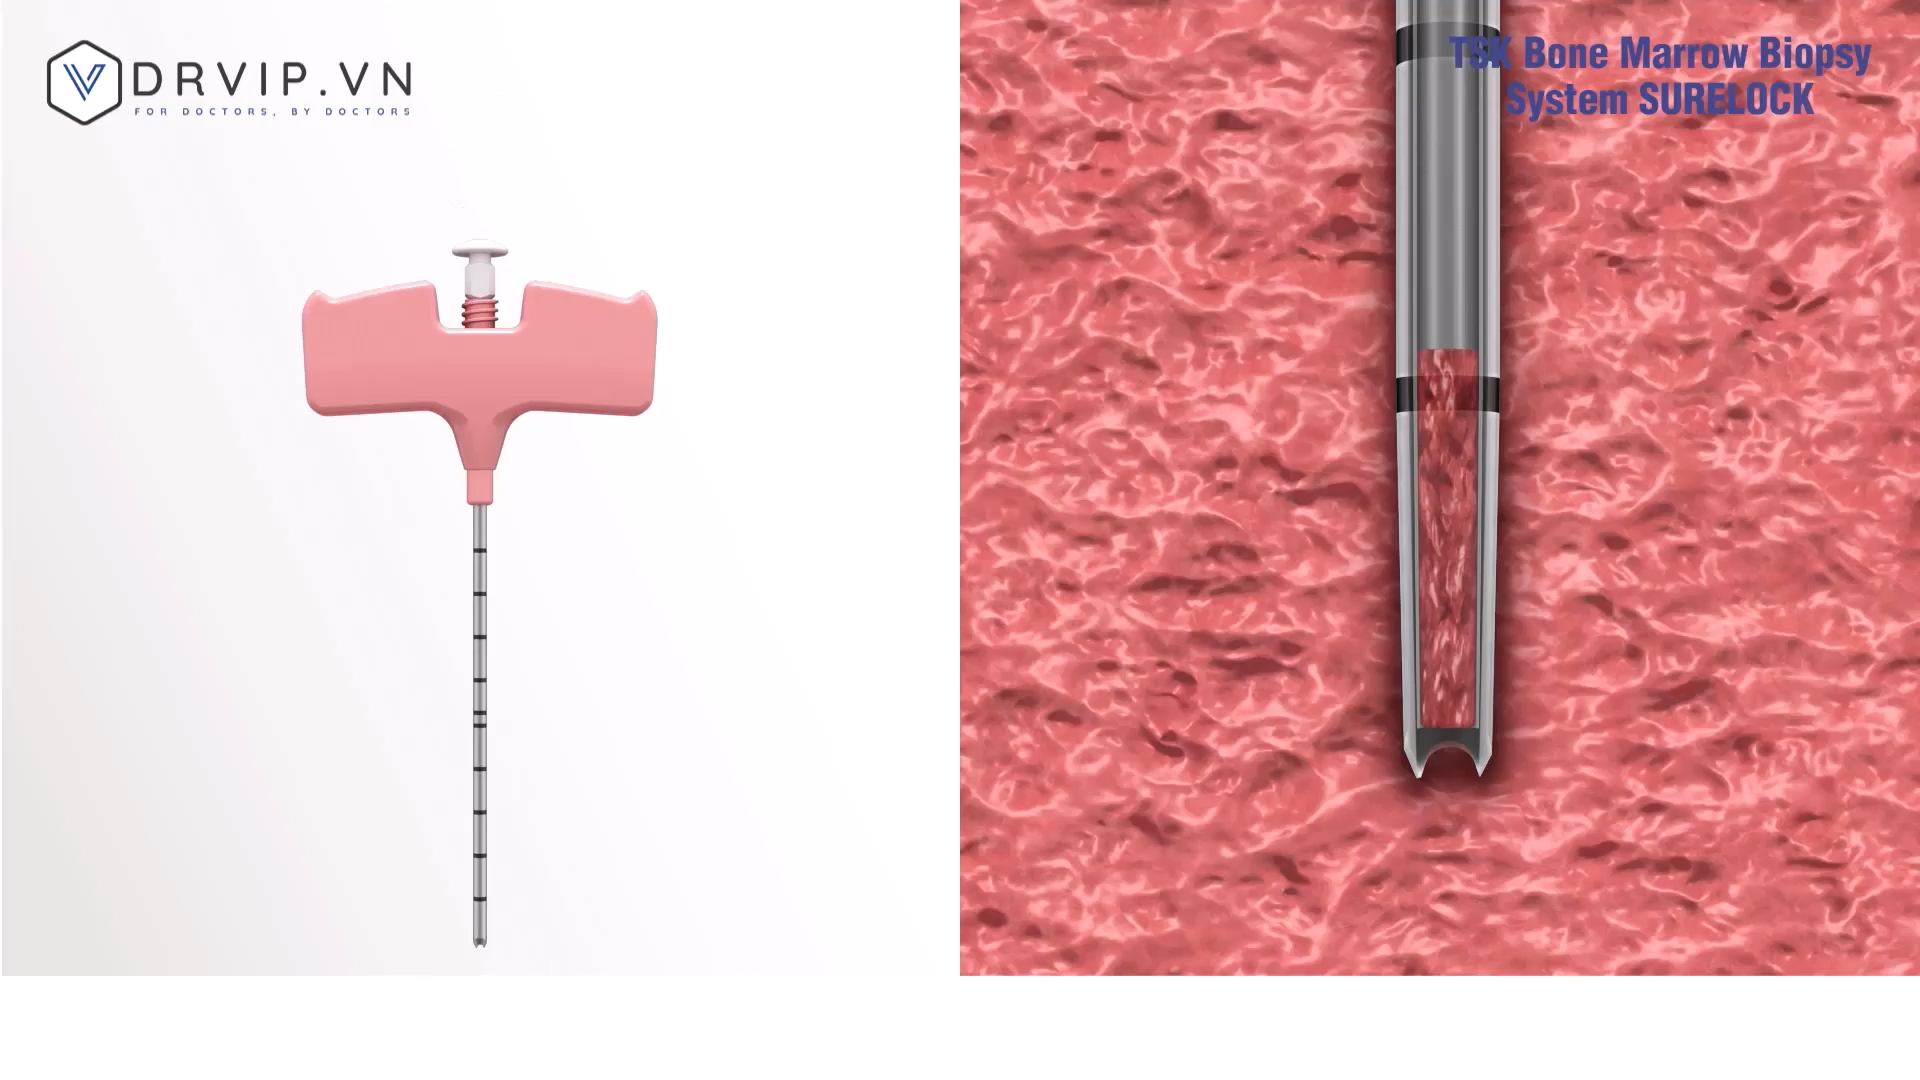 DRVIP.VN
FOR DOCTORS, BY DOCTORS
TSK Bone Marrow Biopsy
System SURELOCK